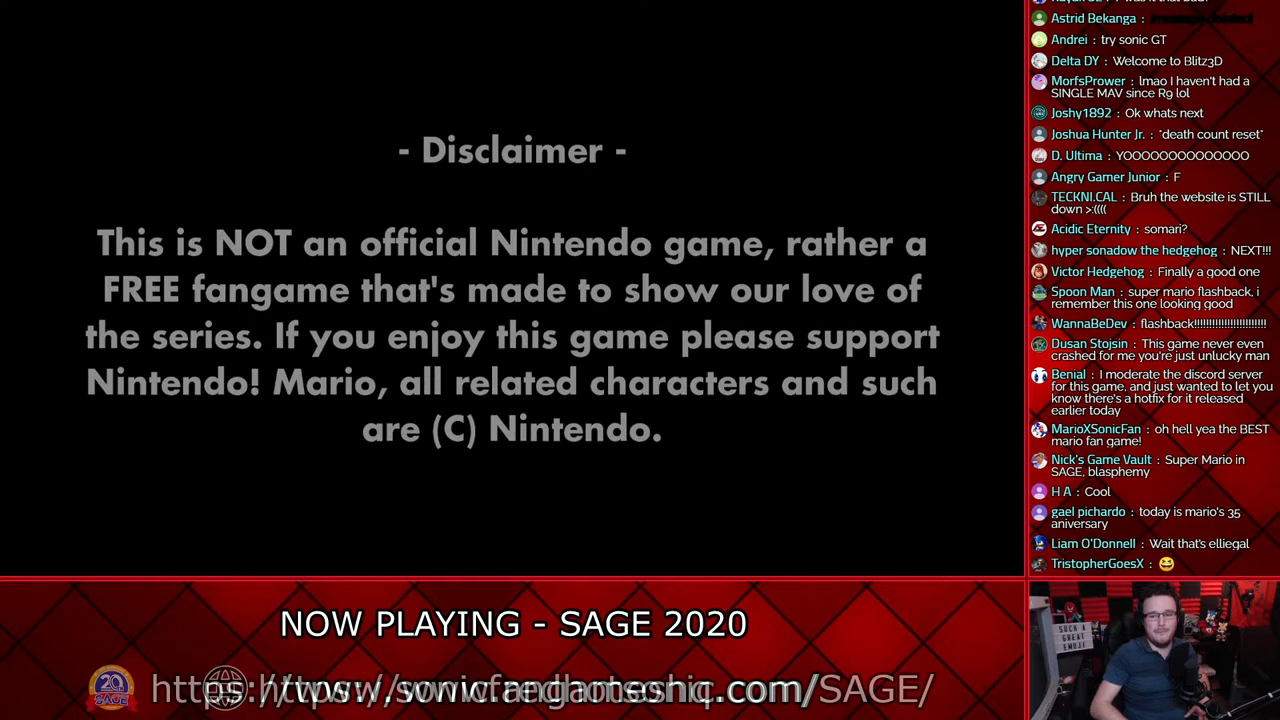 - Disclaimer -
This is NOT an official Nintendo game, rather a
FREE fangame that's made to show our love of
the series. If you enjoy this game please support
Nintendo! Mario, all related characters and such
are (C) Nintendo.
Astrid Bekanga :
Andrei : try sonic GT
Delta DY : Welcome to Blitz3D
MorfsPrower : lmao I haven't had a
SINGLE MAV since R9 lol
Joshy1892 : Ok whats next
Joshua Hunter Jr. : *death count reset*
D. Ultima : YOOOOOOOOOOOOOO
Angry Gamer Junior : F
TECKNI.CAL : Bruh the website is STILL
down >:((((
Acidic Eternity : somari?
hyper sonadow the hedgehog : NEXT!!!
Victor Hedgehog : Finally a good one
Spoon Man : super mario flashback, i
remember this one looking good
WannaBeDev : flashback!!!!!!!!!!!!!!!!!!!!!!!!
Dusan Stojsin : This game never even
crashed for me you're just unlucky man
Benial : I moderate the discord server
for this game, and just wanted to let you
know there's a hotfix for it released
earlier today
MarioXSonicFan : oh hell yea the BEST
mario fan game!
Nick's Game Vault : Super Mario in
SAGE, blasphemy
H A : Cool
gael pichardo : today is mario's 35
aniversary
Liam O'Donnell : Wait that's elliegal
TristopherGoesX : 😆
SUCH A
GREAT
EMOJI
NOW PLAYING - SAGE 2020
20
SAGE
.com/SAGE/